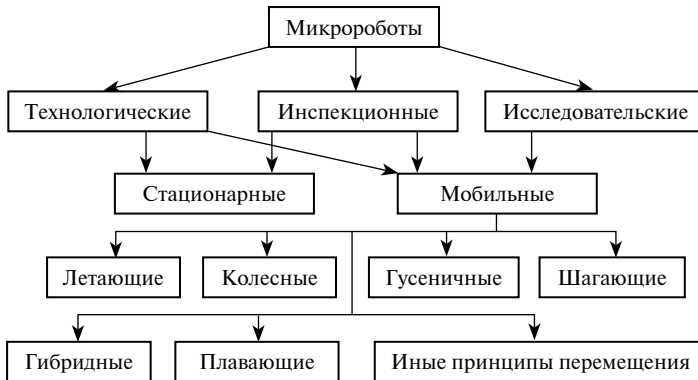 Микророботы
Технологические
Инспекционные
Исследовательские
Стационарные
Мобильные
Летающие
Колесные
Гусеничные
Шагающие
Гибридные
Плавающие
Иные принципы перемещения